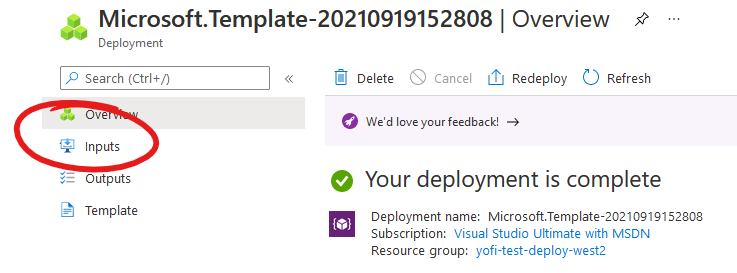 Microsoft.Template-20210919152808 | Overview
Deployment
Search (Ctrl+/)
«
Delete
Cancel
Redeploy
Refresh
Overview
Inputs
Outputs
Template
We'd love your feedback! →
Your deployment is complete
Deployment name: Microsoft.Template-20210919152808
Subscription: Visual Studio Ultimate with MSDN
Resource group: yofi-test-deploy-west2